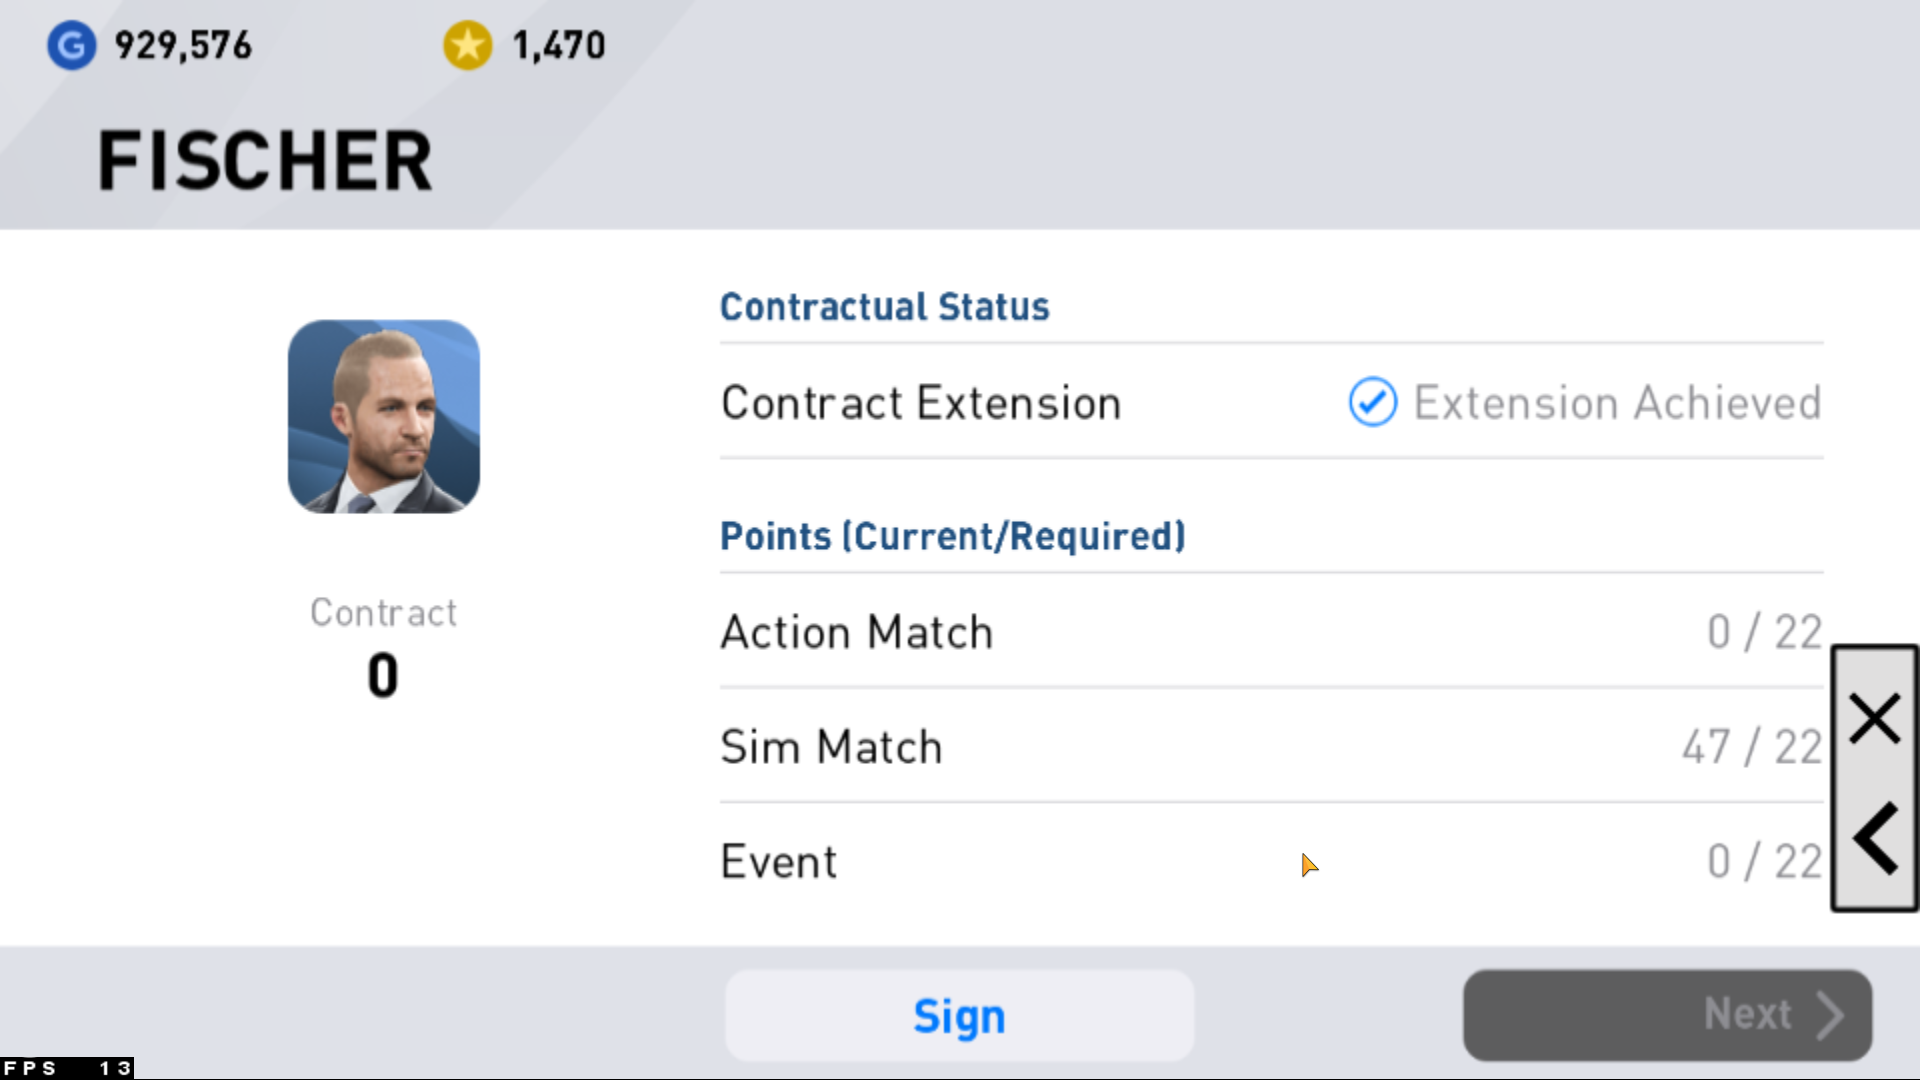 G 929,576 1,470
FISCHER
Contractual Status
Contract Extension Extension Achieved
Points (Current/Required)
Contract
0
Action Match 0 / 22
Sim Match 47 / 22
Event 0 / 22
Sign
Next
FPS 13